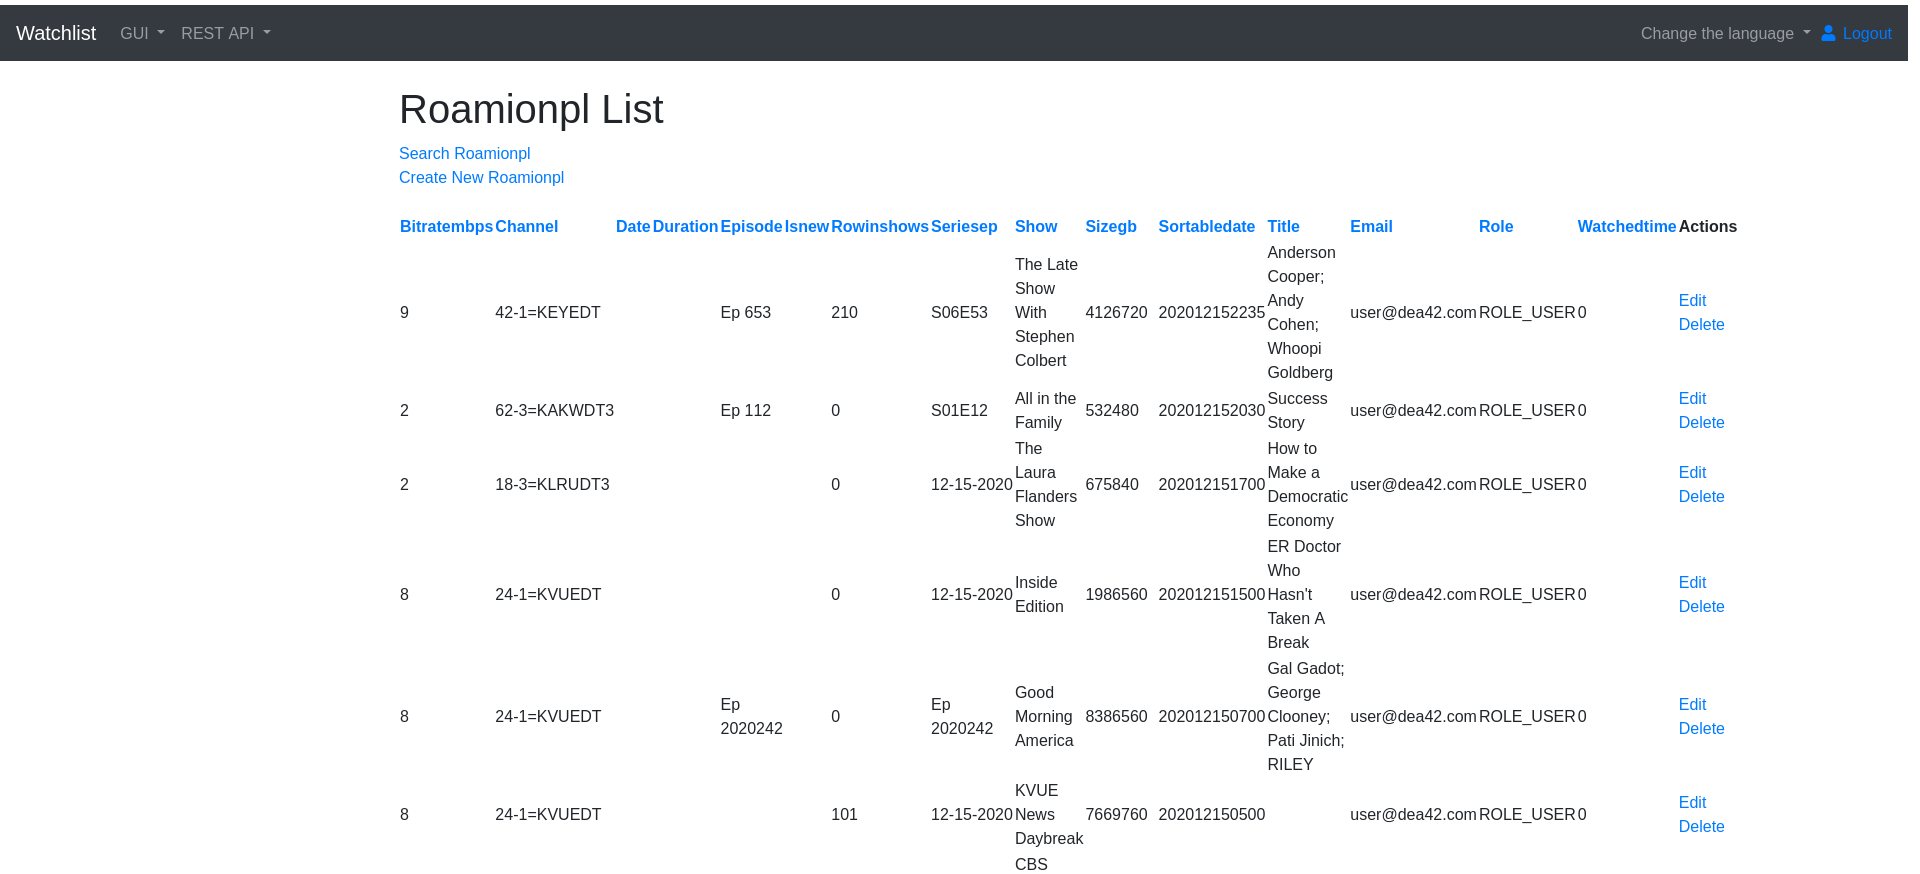 Watchlist GUI REST API Change the language Logout
Roamionpl List
Search Roamionpl
Create New Roamionpl
Bitratembps Channel Date Duration Episode Isnew Rowinshows Seriesep Show Sizegb Sortabledate Title Email Role Watchedtime Actions
9 42-1=KEYEDT Ep 653 210 S06E53 The Late Show With Stephen Colbert 4126720 202012152235 Anderson Cooper; Andy Cohen; Whoopi Goldberg user@dea42.com ROLE_USER 0 Edit Delete
2 62-3=KAKWDT3 Ep 112 0 S01E12 All in the Family 532480 202012152030 Success Story user@dea42.com ROLE_USER 0 Edit Delete
2 18-3=KLRUDT3 0 12-15-2020 The Laura Flanders Show 675840 202012151700 How to Make a Democratic Economy user@dea42.com ROLE_USER 0 Edit Delete
8 24-1=KVUEDT 0 12-15-2020 Inside Edition 1986560 202012151500 ER Doctor Who Hasn't Taken A Break user@dea42.com ROLE_USER 0 Edit Delete
8 24-1=KVUEDT Ep 2020242 0 Ep 2020242 Good Morning America 8386560 202012150700 Gal Gadot; George Clooney; Pati Jinich; RILEY user@dea42.com ROLE_USER 0 Edit Delete
8 24-1=KVUEDT 101 12-15-2020 KVUE News Daybreak 7669760 202012150500 user@dea42.com ROLE_USER 0 Edit Delete
CBS